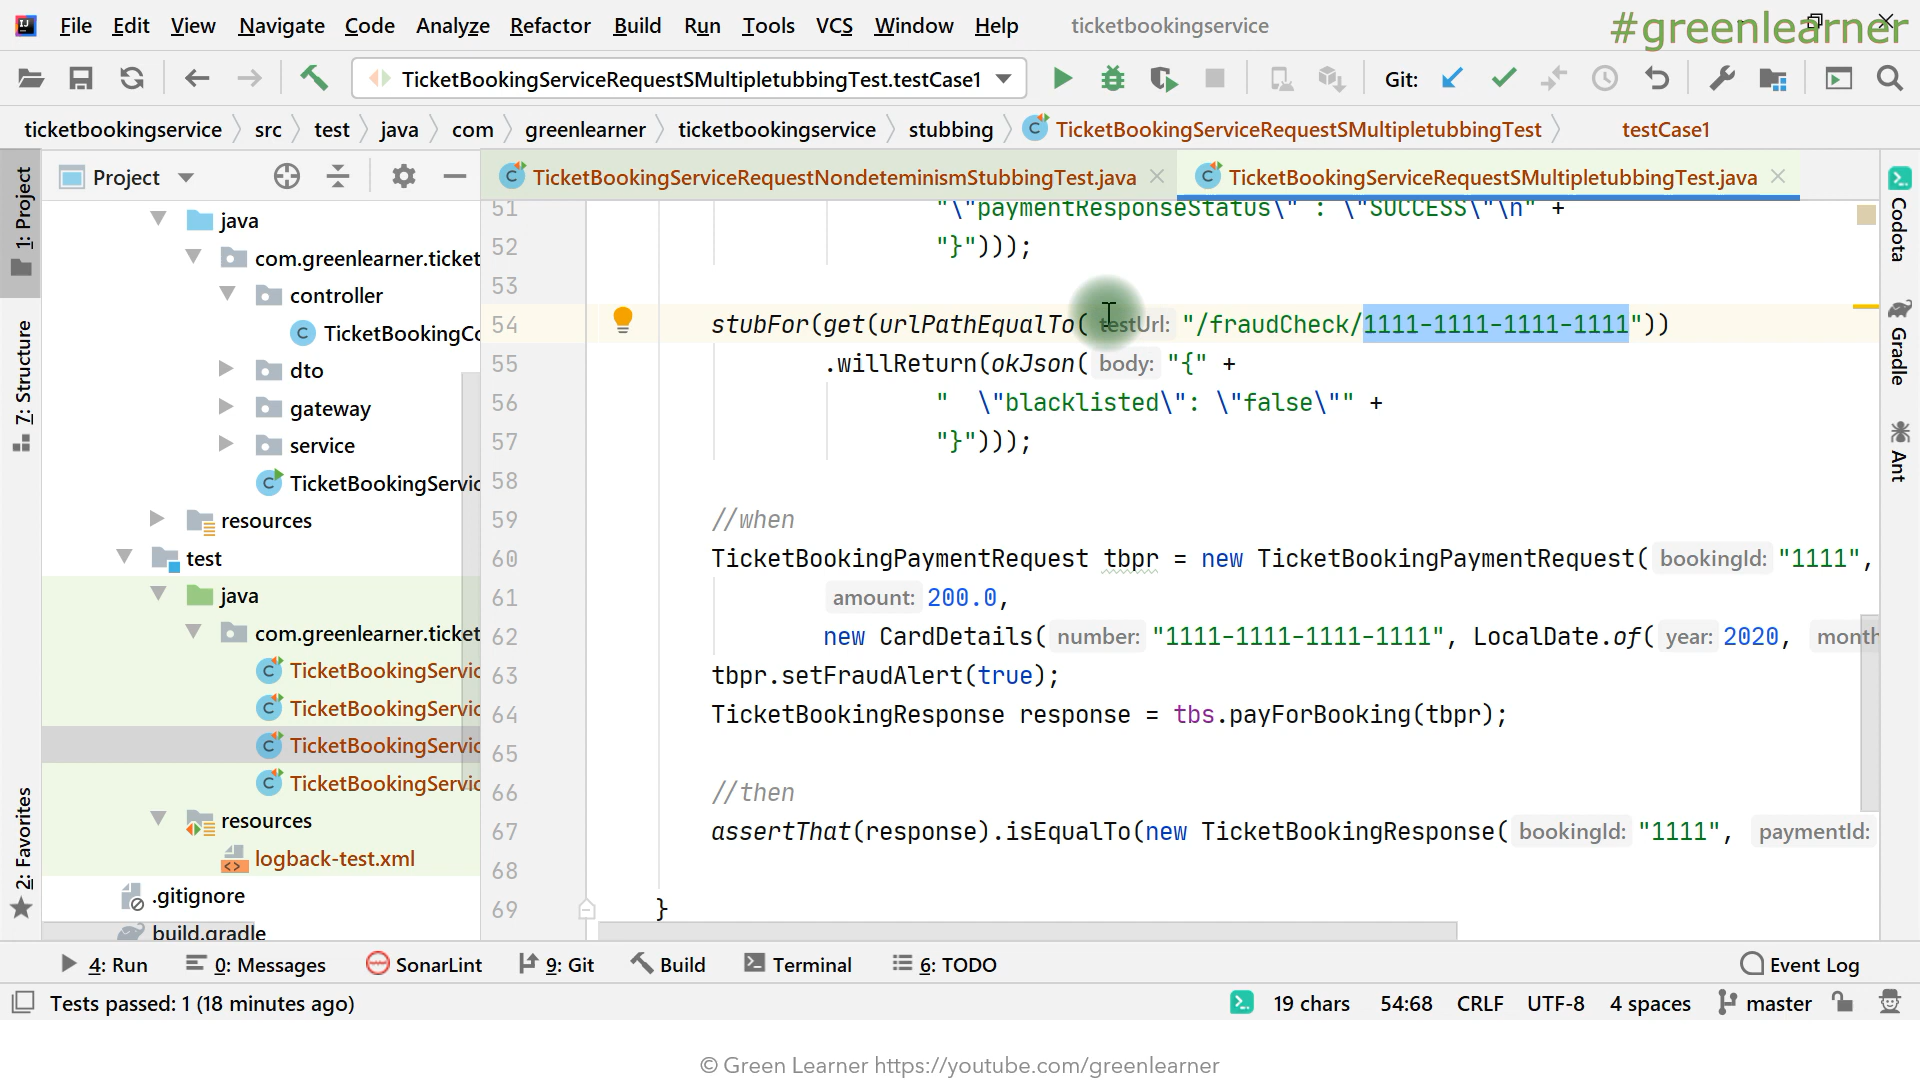 File Edit View Navigate Code Analyze Refactor Build Run Tools VCS Window Help ticketbookingservice #greenlearner
TicketBookingServiceRequestSMultipletubbingTest.testCase1 Git:
ticketbookingservice src test java com greenlearner ticketbookingservice stubbing TicketBookingServiceRequestSMultipletubbingTest testCase1
Project TicketBookingServiceRequestNondeteminismStubbingTest.java TicketBookingServiceRequestSMultipletubbingTest.java
1: Project
7: Structure
2: Favorites
java
com.greenlearner.ticket
controller
TicketBookingCo
dto
gateway
service
TicketBookingServic
resources
test
java
com.greenlearner.ticket
TicketBookingServic
TicketBookingServic
TicketBookingServic
TicketBookingServic
resources
logback-test.xml
.gitignore
build.gradle
51 "\"paymentResponseStatus\" : \"SUCCESS\"\n" +
52 "}")));
53
54 stubFor(get(urlPathEqualTo( testUrl: "/fraudCheck/1111-1111-1111-1111"))
55 .willReturn(okJson( body: "{" +
56 "  \"blacklisted\": \"false\"" +
57 "}")));
58
59 //when
60 TicketBookingPaymentRequest tbpr = new TicketBookingPaymentRequest( bookingId: "1111",
61 amount: 200.0,
62 new CardDetails( number: "1111-1111-1111-1111", LocalDate.of( year: 2020, month
63 tbpr.setFraudAlert(true);
64 TicketBookingResponse response = tbs.payForBooking(tbpr);
65
66 //then
67 assertThat(response).isEqualTo(new TicketBookingResponse( bookingId: "1111", paymentId:
68
69 }
Codota
Gradle
Ant
4: Run 0: Messages SonarLint 9: Git Build Terminal 6: TODO Event Log
Tests passed: 1 (18 minutes ago) 19 chars 54:68 CRLF UTF-8 4 spaces master
© Green Learner https://youtube.com/greenlearner